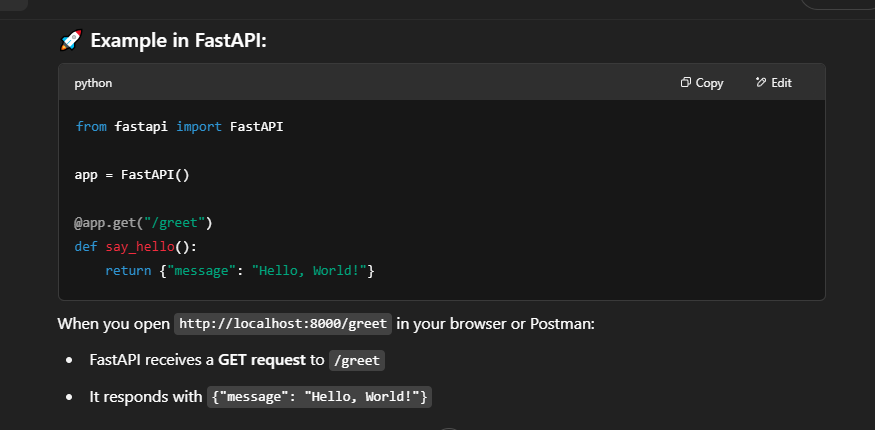 🚀 Example in FastAPI:
python Copy Edit
from fastapi import FastAPI
app = FastAPI()
@app.get("/greet")
def say_hello():
    return {"message": "Hello, World!"}
When you open http://localhost:8000/greet in your browser or Postman:
• FastAPI receives a GET request to /greet
• It responds with {"message": "Hello, World!"}